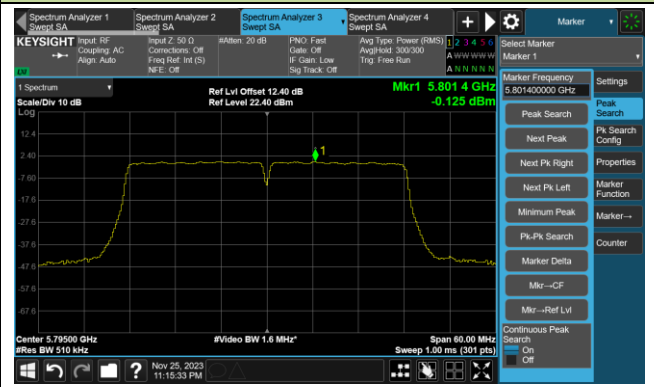 Spectrum Analyzer 1
Swept SA
Spectrum Analyzer 2
Swept SA
Spectrum Analyzer 3
Swept SA
Spectrum Analyzer 4
Swept SA
Marker
KEYSIGHT
Input: RF
Coupling: AC
Align: Auto
Input Z: 50 Ω
Corrections: Off
Freq Ref: Int (S)
NFE: Off
#Atten: 20 dB
PNO: Fast
Gate: Off
IF Gain: Low
Sig Track: Off
Avg Type: Power (RMS)
Avg|Hold: 300/300
Trig: Free Run
1 2 3 4 5 6
A W W W W W
A N N N N N
LXI
Select Marker
Marker 1
1 Spectrum
Scale/Div 10 dB
Log
Ref Lvl Offset 12.40 dB
Ref Level 22.40 dBm
Mkr1 5.801 4 GHz
-0.125 dBm
12.4
2.40
-7.60
-17.6
-27.6
-37.6
-47.6
-57.6
-67.6
1
Center 5.79500 GHz
#Res BW 510 kHz
#Video BW 1.6 MHz*
Span 60.00 MHz
Sweep 1.00 ms (301 pts)
Marker Frequency
5.801400000 GHz
Peak Search
Next Peak
Next Pk Right
Next Pk Left
Minimum Peak
Pk-Pk Search
Marker Delta
Mkr→CF
Mkr→Ref Lvl
Continuous Peak
Search
On
Off
Settings
Peak
Search
Pk Search
Config
Properties
Marker
Function
Marker→
Counter
?
Nov 25, 2023
11:15:33 PM